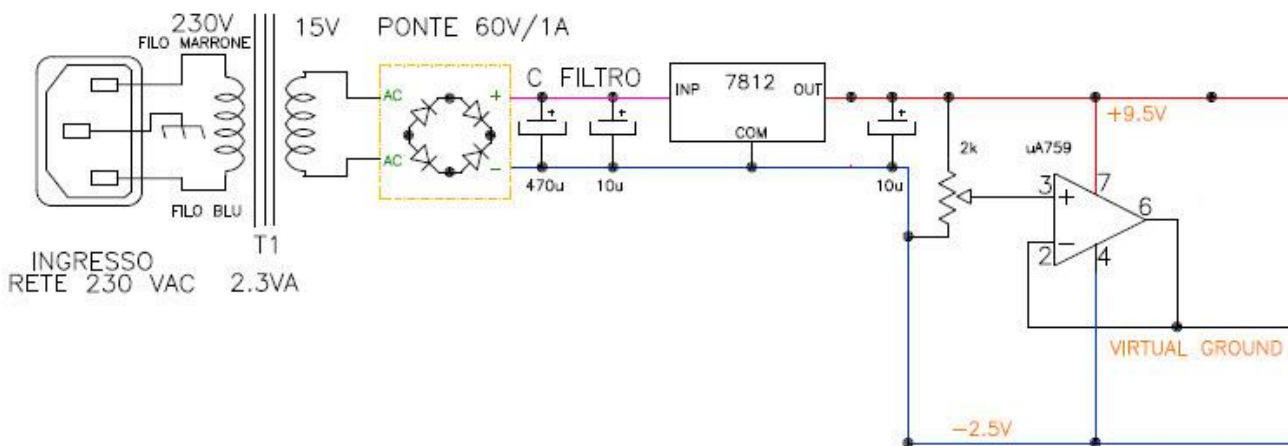 230V
FILO MARRONE
15V
PONTE 60V/1A
AC
AC
+
−
C FILTRO
+
470u
+
10u
INP
7812
OUT
COM
+
10u
2k
uA759
+9.5V
3
+
7
6
2
−
4
FILO BLU
T1
INGRESSO
RETE 230 VAC
2.3VA
VIRTUAL GROUND
−2.5V